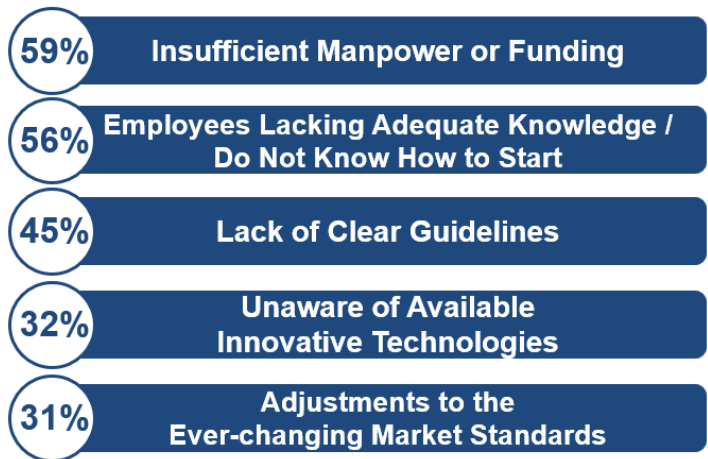 59%
Insufficient Manpower or Funding
56%
Employees Lacking Adequate Knowledge /
Do Not Know How to Start
45%
Lack of Clear Guidelines
32%
Unaware of Available
Innovative Technologies
31%
Adjustments to the
Ever-changing Market Standards